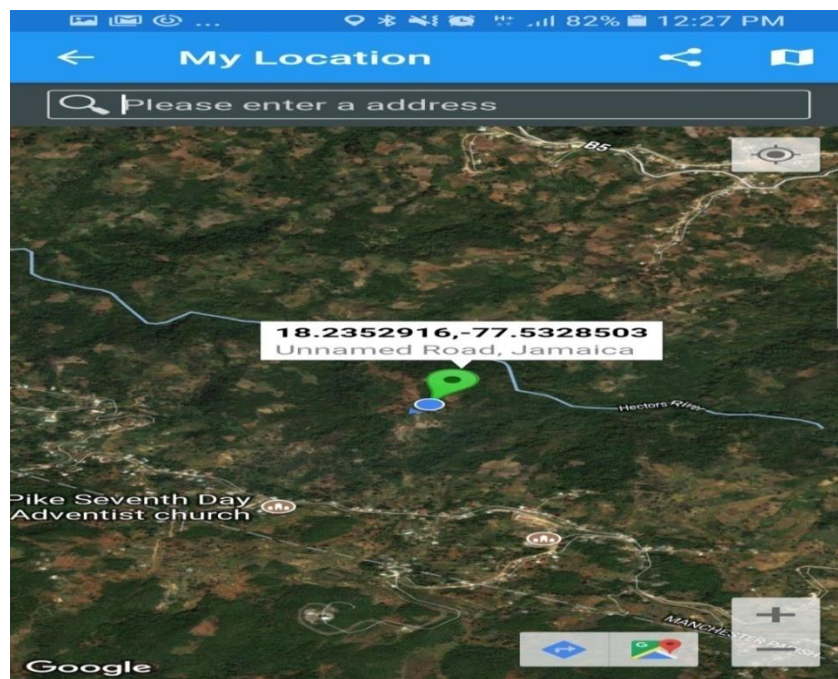 ... H+ 82% 12:27 PM
My Location
Please enter a address
B5
18.2352916,-77.5328503
Unnamed Road, Jamaica
Hectors River
Pike Seventh Day
Adventist church
MANCHESTER PARISH
Google